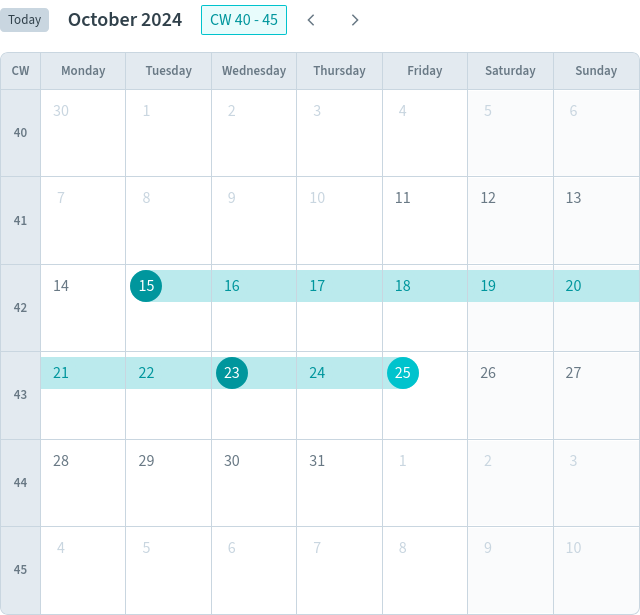 Today October 2024 CW 40 - 45
CW Monday Tuesday Wednesday Thursday Friday Saturday Sunday
40 30 1 2 3 4 5 6
41 7 8 9 10 11 12 13
42 14 15 16 17 18 19 20
43 21 22 23 24 25 26 27
44 28 29 30 31 1 2 3
45 4 5 6 7 8 9 10